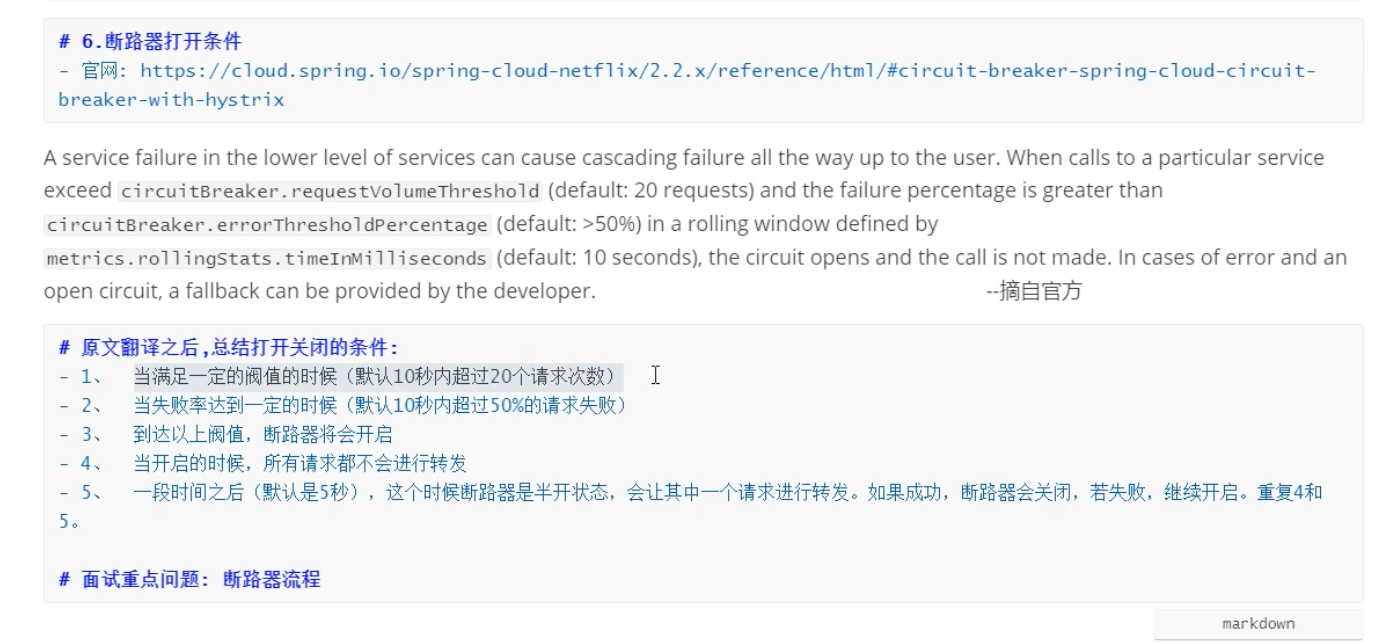 # 6.断路器打开条件
- 官网: https://cloud.spring.io/spring-cloud-netflix/2.2.x/reference/html/#circuit-breaker-spring-cloud-circuit-
breaker-with-hystrix
A service failure in the lower level of services can cause cascading failure all the way up to the user. When calls to a particular service
exceed circuitBreaker.requestVolumeThreshold (default: 20 requests) and the failure percentage is greater than
circuitBreaker.errorThresholdPercentage (default: >50%) in a rolling window defined by
metrics.rollingStats.timeInMilliseconds (default: 10 seconds), the circuit opens and the call is not made. In cases of error and an
open circuit, a fallback can be provided by the developer. --摘自官方
# 原文翻译之后,总结打开关闭的条件:
- 1、 当满足一定的阀值的时候（默认10秒内超过20个请求次数）
- 2、 当失败率达到一定的时候（默认10秒内超过50%的请求失败）
- 3、 到达以上阀值，断路器将会开启
- 4、 当开启的时候，所有请求都不会进行转发
- 5、 一段时间之后（默认是5秒），这个时候断路器是半开状态，会让其中一个请求进行转发。如果成功，断路器会关闭，若失败，继续开启。重复4和
5。
# 面试重点问题: 断路器流程
markdown